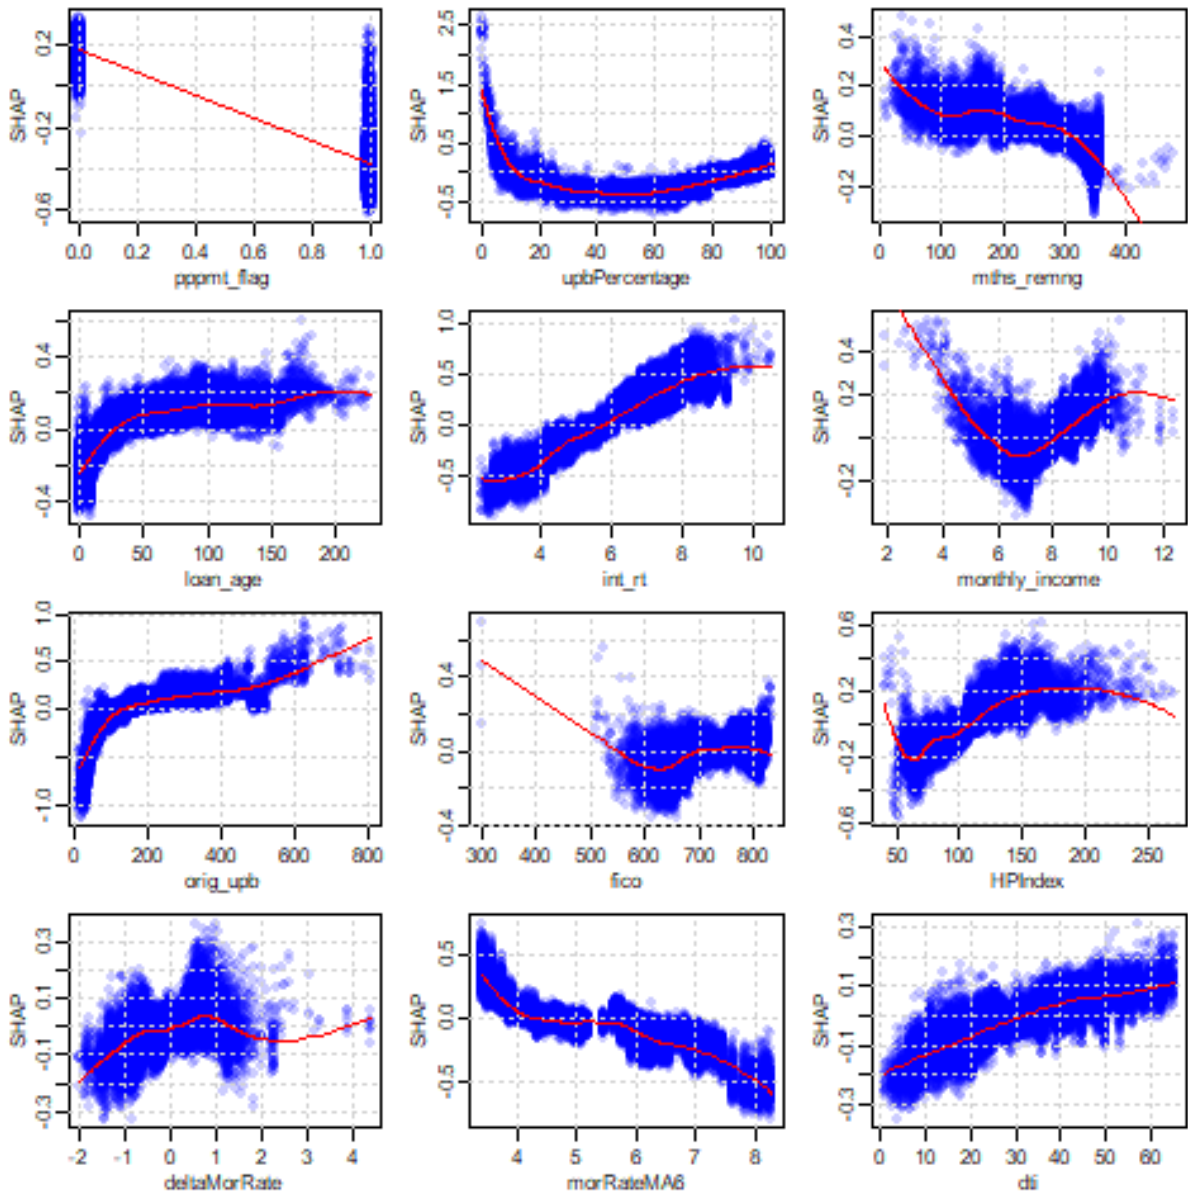 SHAP
0.2
-0.2
-0.6
0.0 0.2 0.4 0.6 0.8 1.0
pppmt_flag
SHAP
2.5
1.5
0.5
-0.5
0 20 40 60 80 100
upbPercentage
SHAP
0.4
0.2
0.0
-0.2
0 100 200 300 400
mths_remng
SHAP
0.4
0.0
-0.4
0 50 100 150 200
loan_age
SHAP
1.0
0.5
0.0
-0.5
4 6 8 10
int_rt
SHAP
0.4
0.2
-0.2
2 4 6 8 10 12
monthly_income
SHAP
1.0
0.5
0.0
-1.0
0 200 400 600 800
orig_upb
SHAP
0.4
0.0
-0.4
300 400 500 600 700 800
fico
SHAP
0.6
0.2
-0.2
-0.6
50 100 150 200 250
HPIndex
SHAP
0.3
0.1
-0.1
-0.3
-2 -1 0 1 2 3 4
deltaMorRate
SHAP
0.5
0.0
-0.5
4 5 6 7 8
morRateMA6
SHAP
0.3
0.1
-0.1
-0.3
0 10 20 30 40 50 60
dti